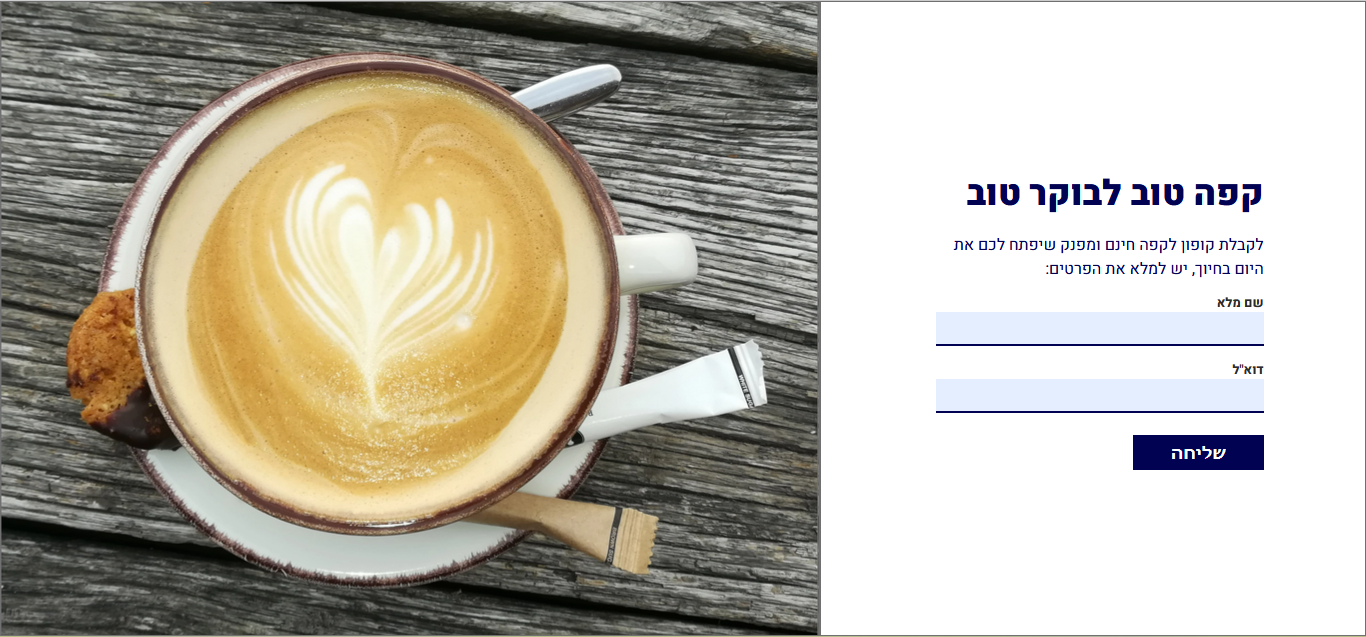 קפה טוב לבוקר טוב
לקבלת קופון לקפה חינם ומפנק שיפתח לכם את
היום בחיוך, יש למלא את הפרטים:
שם מלא
דוא"ל
שליחה